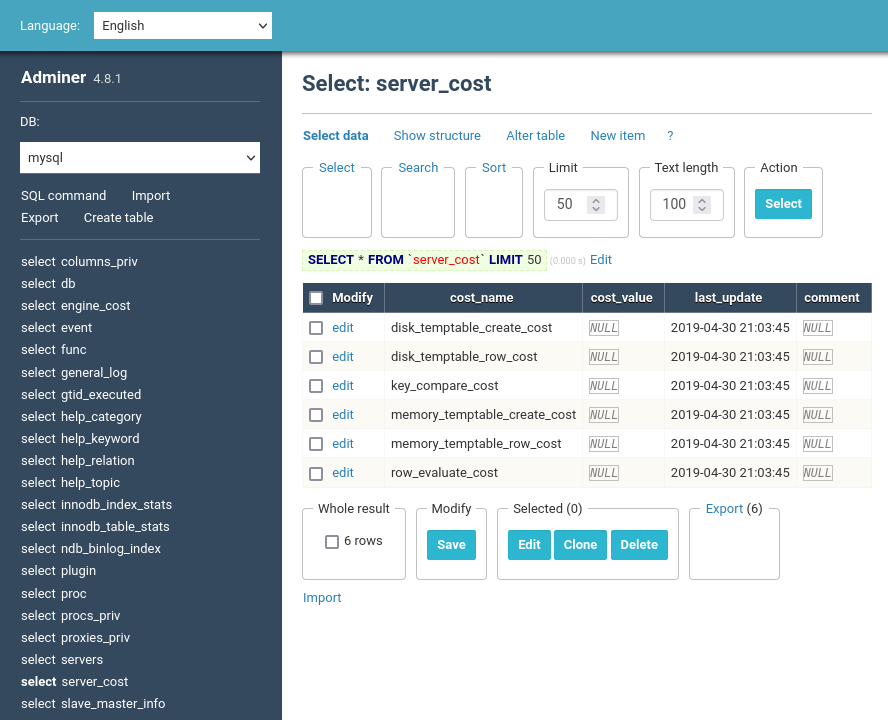 Language: English
Adminer 4.8.1
DB:
mysql
SQL command Import
Export Create table
select columns_priv
select db
select engine_cost
select event
select func
select general_log
select gtid_executed
select help_category
select help_keyword
select help_relation
select help_topic
select innodb_index_stats
select innodb_table_stats
select ndb_binlog_index
select plugin
select proc
select procs_priv
select proxies_priv
select servers
select server_cost
select slave_master_info
Select: server_cost
Select data Show structure Alter table New item ?
Select Search Sort Limit Text length Action
50 100 Select
SELECT * FROM `server_cost` LIMIT 50 (0.000 s) Edit
Modify cost_name cost_value last_update comment
edit disk_temptable_create_cost NULL 2019-04-30 21:03:45 NULL
edit disk_temptable_row_cost NULL 2019-04-30 21:03:45 NULL
edit key_compare_cost NULL 2019-04-30 21:03:45 NULL
edit memory_temptable_create_cost NULL 2019-04-30 21:03:45 NULL
edit memory_temptable_row_cost NULL 2019-04-30 21:03:45 NULL
edit row_evaluate_cost NULL 2019-04-30 21:03:45 NULL
Whole result Modify Selected (0) Export (6)
6 rows Save Edit Clone Delete
Import